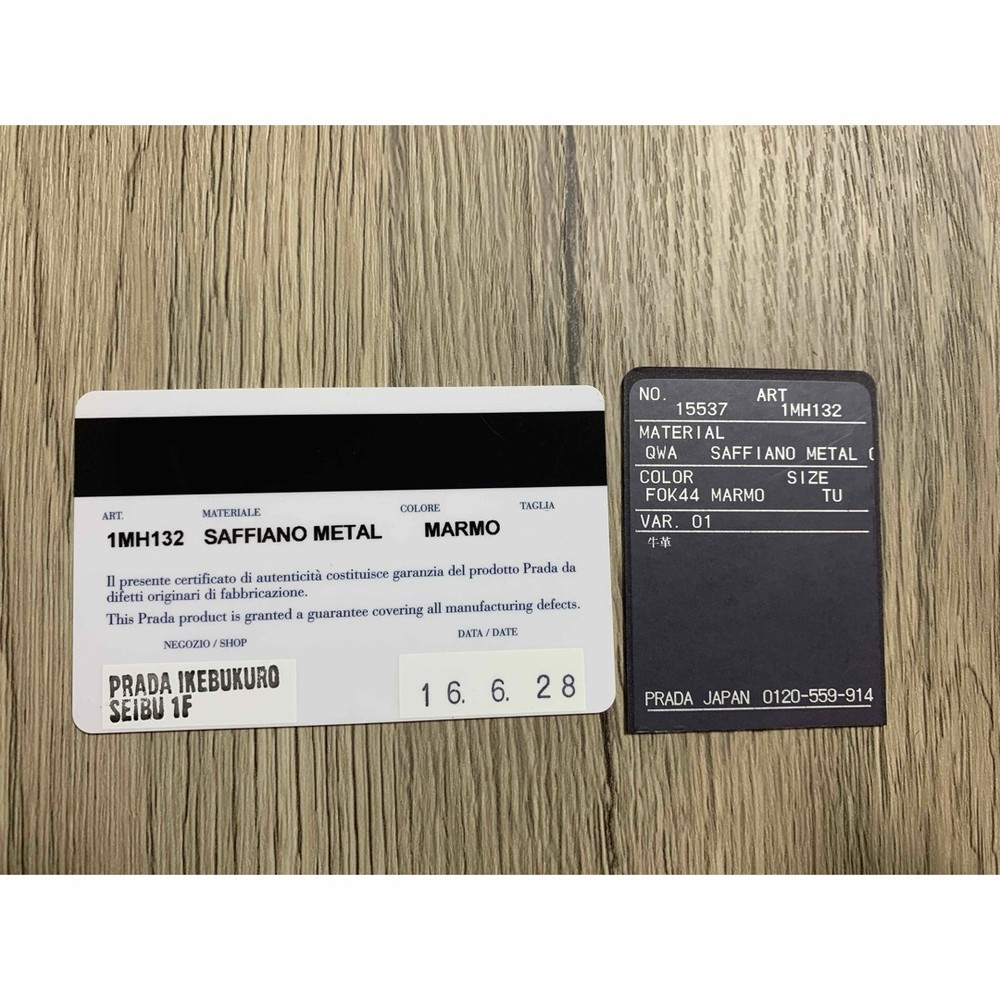 ART. MATERIALE COLORE TAGLIA
1MH132 SAFFIANO METAL MARMO
Il presente certificato di autenticità costituisce garanzia del prodotto Prada da
difetti originari di fabbricazione.
This Prada product is granted a guarantee covering all manufacturing defects.
NEGOZIO / SHOP DATA / DATE
PRADA IKEBUKURO
SEIBU 1F
16. 6. 28
NO. ART
15537 1MH132
MATERIAL
QWA SAFFIANO METAL
COLOR SIZE
F0K44 MARMO TU
VAR. 01
牛革
PRADA JAPAN 0120-559-914